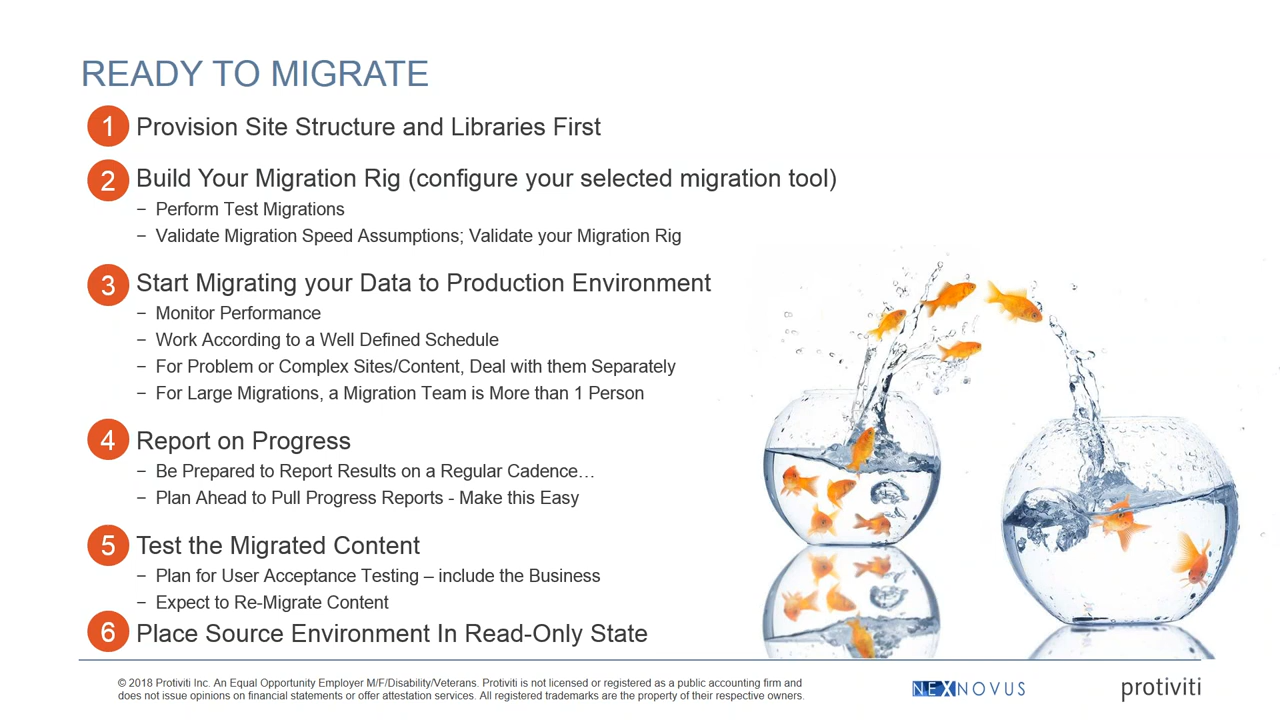 READY TO MIGRATE
1 Provision Site Structure and Libraries First
2 Build Your Migration Rig (configure your selected migration tool)
− Perform Test Migrations
− Validate Migration Speed Assumptions; Validate your Migration Rig
3 Start Migrating your Data to Production Environment
− Monitor Performance
− Work According to a Well Defined Schedule
− For Problem or Complex Sites/Content, Deal with them Separately
− For Large Migrations, a Migration Team is More than 1 Person
4 Report on Progress
− Be Prepared to Report Results on a Regular Cadence…
− Plan Ahead to Pull Progress Reports - Make this Easy
5 Test the Migrated Content
− Plan for User Acceptance Testing – include the Business
− Expect to Re-Migrate Content
6 Place Source Environment In Read-Only State
© 2018 Protiviti Inc. An Equal Opportunity Employer M/F/Disability/Veterans. Protiviti is not licensed or registered as a public accounting firm and
does not issue opinions on financial statements or offer attestation services. All registered trademarks are the property of their respective owners.
NEXNOVUS
protiviti